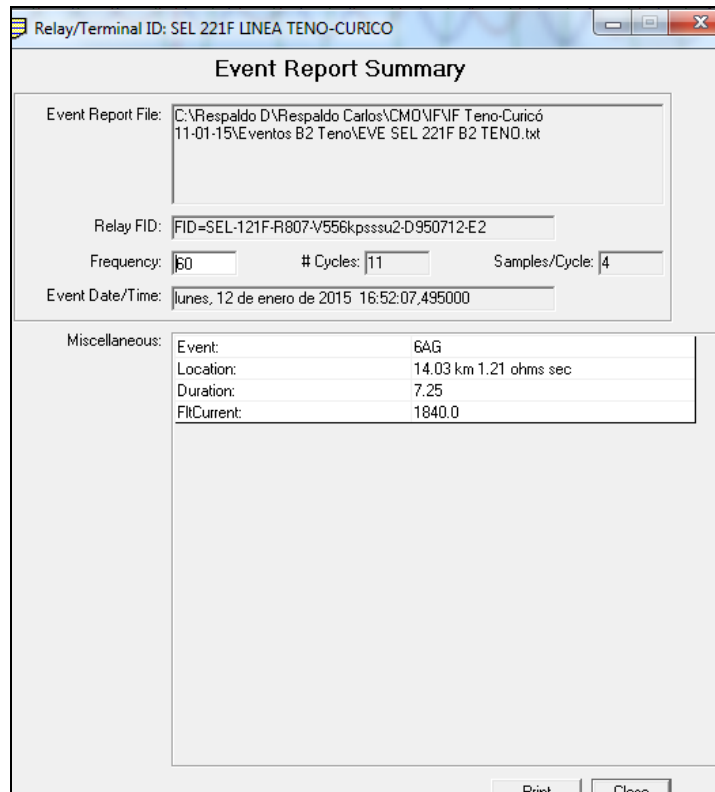 Relay/Terminal ID: SEL 221F LINEA TENO-CURICO
Event Report Summary
Event Report File: C:\Respaldo D\Respaldo Carlos\CMO\IF\IF Teno-Curicó
11-01-15\Eventos B2 Teno\EVE SEL 221F B2 TENO.txt
Relay FID: FID=SEL-121F-R807-V556kpsssu2-D950712-E2
Frequency: 60 # Cycles: 11 Samples/Cycle: 4
Event Date/Time: lunes, 12 de enero de 2015 16:52:07,495000
Miscellaneous:
Event: 6AG
Location: 14.03 km 1.21 ohms sec
Duration: 7.25
FltCurrent: 1840.0
Print Close